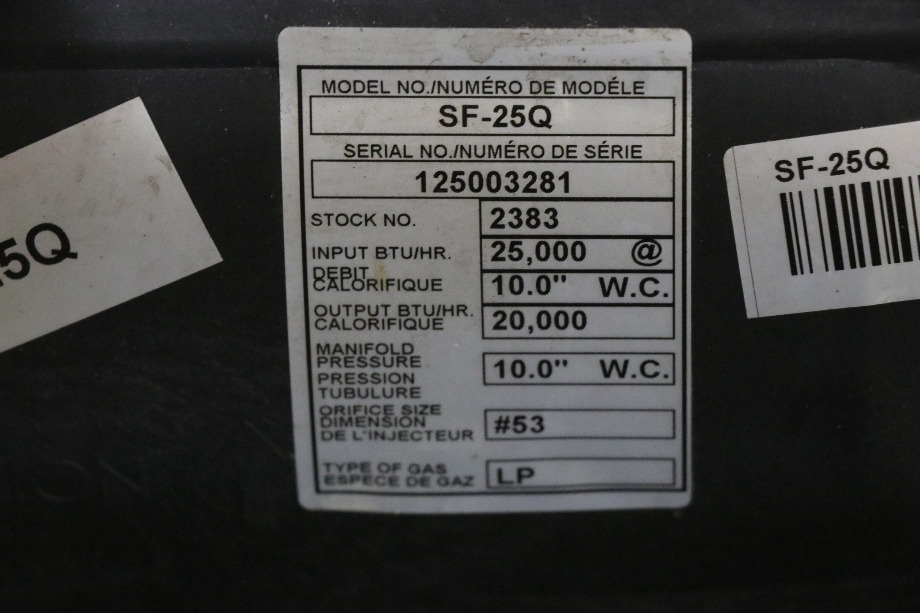 MODEL NO./NUMÉRO DE MODÉLE
SF-25Q
SERIAL NO./NUMÉRO DE SÉRIE
125003281
STOCK NO. 2383
INPUT BTU/HR. 25,000 @
DEBIT
CALORIFIQUE 10.0" W.C.
OUTPUT BTU/HR. 20,000
CALORIFIQUE
MANIFOLD
PRESSURE 10.0" W.C.
PRESSION
TUBULURE
ORIFICE SIZE
DIMENSION #53
DE L'INJECTEUR
TYPE OF GAS LP
ESPECE DE GAZ
5Q
SF-25Q